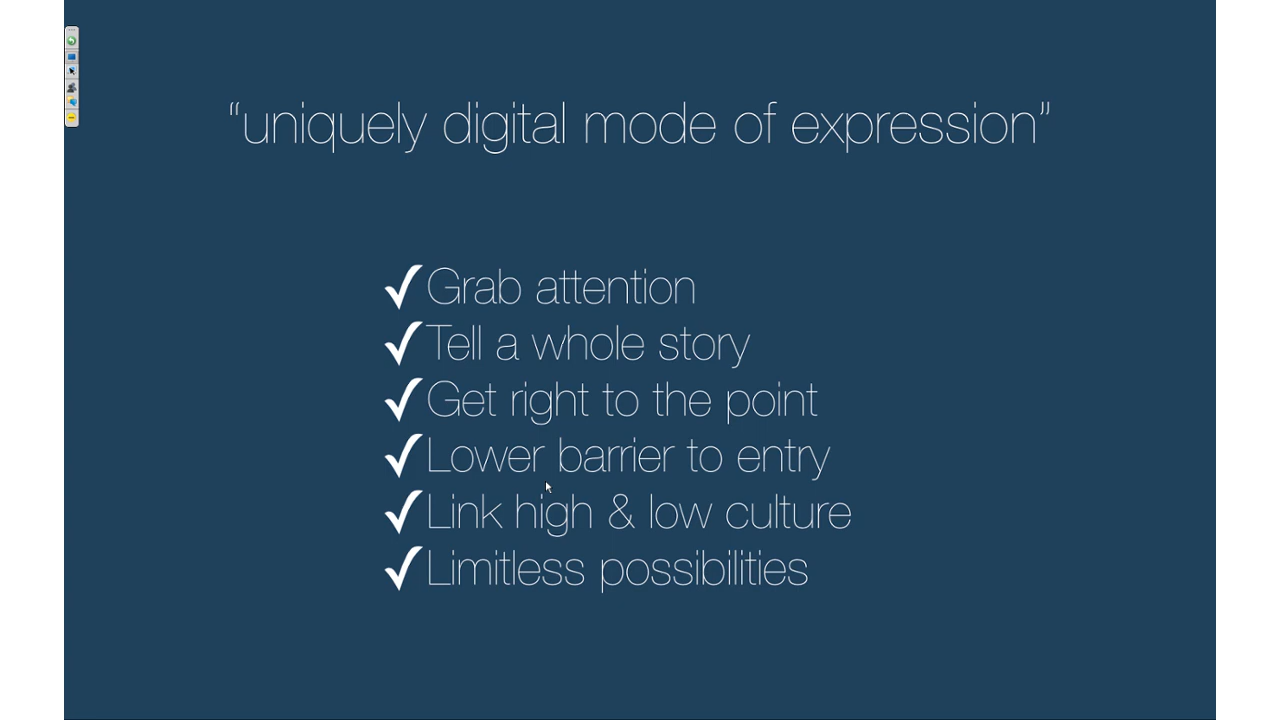 “uniquely digital mode of expression”
✓Grab attention
✓Tell a whole story
✓Get right to the point
✓Lower barrier to entry
✓Link high & low culture
✓Limitless possibilities